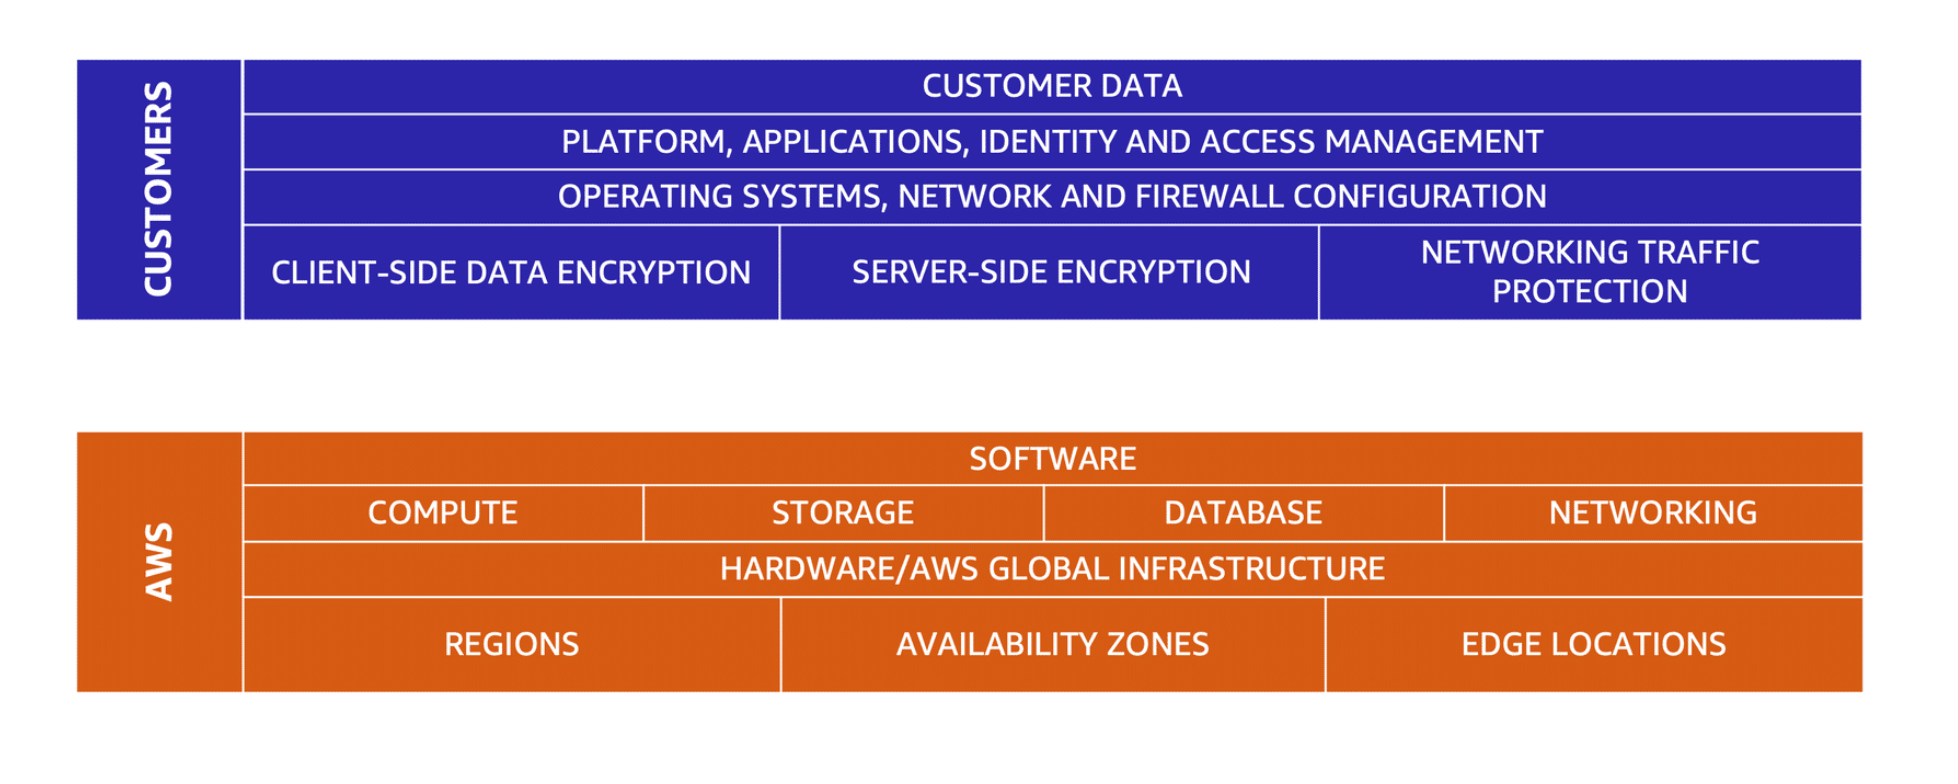 CUSTOMERS
CUSTOMER DATA
PLATFORM, APPLICATIONS, IDENTITY AND ACCESS MANAGEMENT
OPERATING SYSTEMS, NETWORK AND FIREWALL CONFIGURATION
CLIENT-SIDE DATA ENCRYPTION
SERVER-SIDE ENCRYPTION
NETWORKING TRAFFIC
PROTECTION
AWS
SOFTWARE
COMPUTE
STORAGE
DATABASE
NETWORKING
HARDWARE/AWS GLOBAL INFRASTRUCTURE
REGIONS
AVAILABILITY ZONES
EDGE LOCATIONS